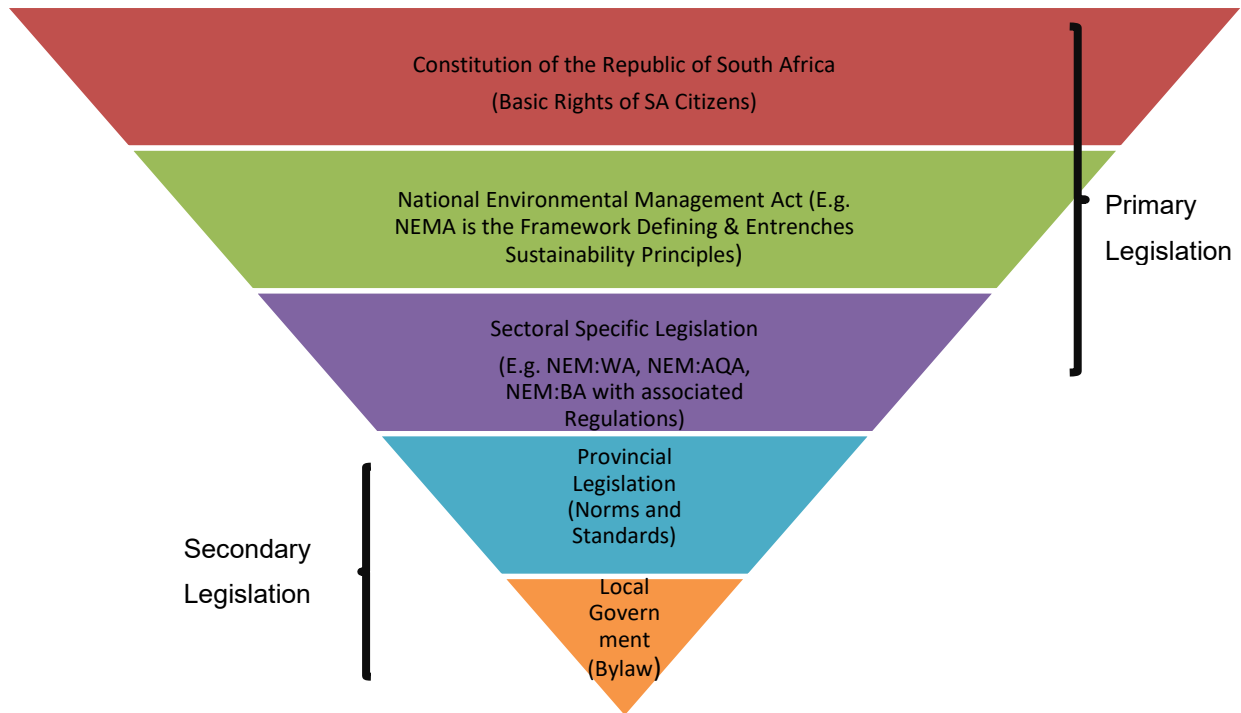 Constitution of the Republic of South Africa
(Basic Rights of SA Citizens)
National Environmental Management Act (E.g.
NEMA is the Framework Defining & Entrenches
Sustainability Principles)
Primary
Legislation
Sectoral Specific Legislation
(E.g. NEM:WA, NEM:AQA,
NEM:BA with associated
Regulations)
Provincial
Legislation
(Norms and
Standards)
Secondary
Legislation
Local
Govern
ment
(Bylaw)